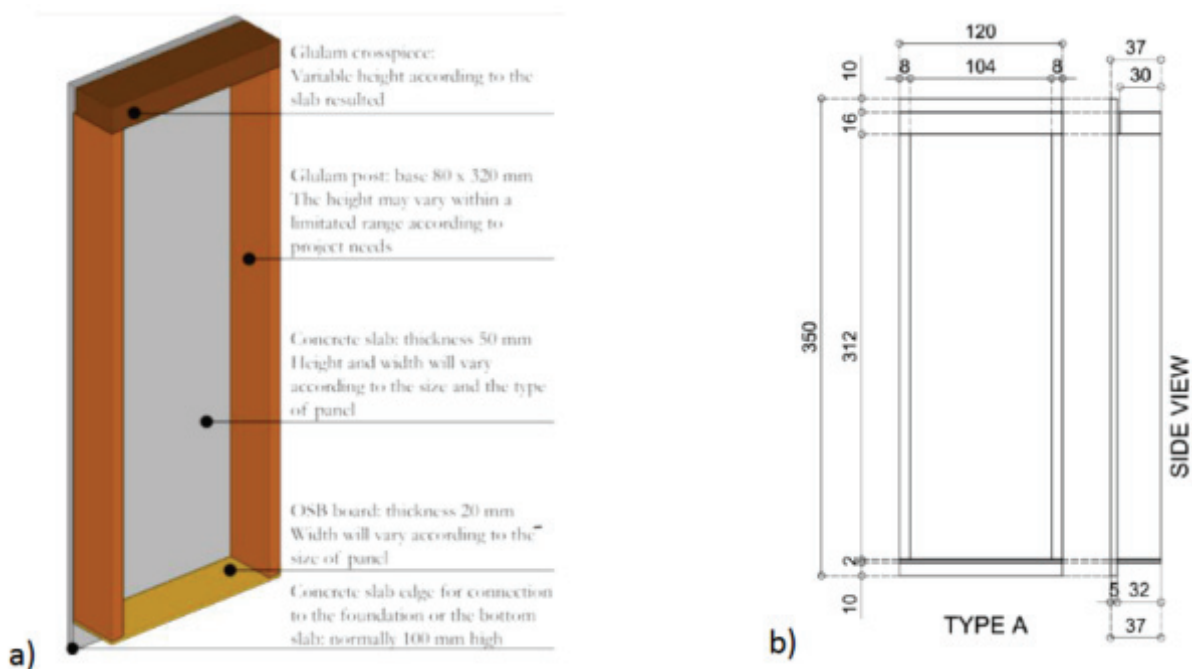 Glulam crosspiece:
Variable height according to the
slab resulted
Glulam post: base 80 x 320 mm
The height may vary within a
limitated range according to
project needs
Concrete slab: thickness 50 mm
Height and width will vary
according to the size and the type
of panel
OSB board: thickness 20 mm
Width will vary according to the
size of panel
Concrete slab edge for connection
to the foundation or the bottom
slab: normally 100 mm high
a)
120
8 104 8
37
30
10
16
350
312
2
10
5 32
37
SIDE VIEW
TYPE A
b)